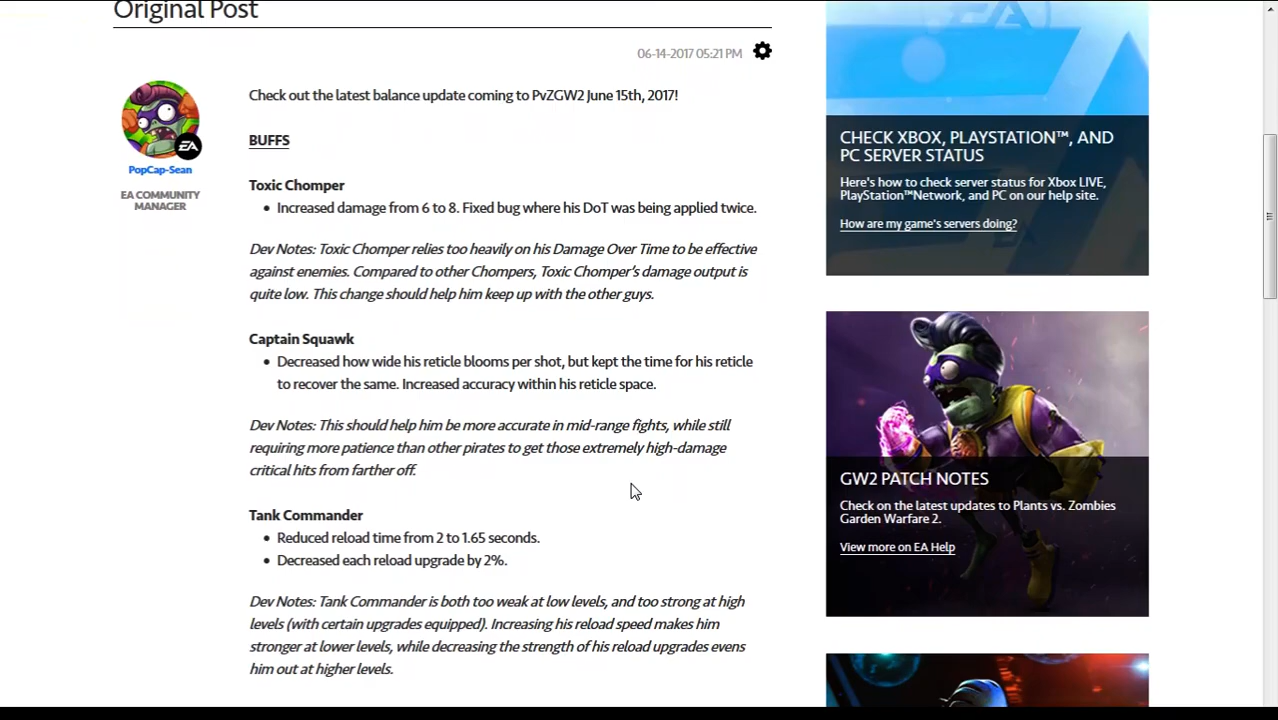 Original Post
06-14-2017 05:21 PM
EA
PopCap-Sean
EA COMMUNITY
MANAGER
Check out the latest balance update coming to PvZGW2 June 15th, 2017!
BUFFS
Toxic Chomper
• Increased damage from 6 to 8. Fixed bug where his DoT was being applied twice.
Dev Notes: Toxic Chomper relies too heavily on his Damage Over Time to be effective
against enemies. Compared to other Chompers, Toxic Chomper's damage output is
quite low. This change should help him keep up with the other guys.
Captain Squawk
• Decreased how wide his reticle blooms per shot, but kept the time for his reticle
to recover the same. Increased accuracy within his reticle space.
Dev Notes: This should help him be more accurate in mid-range fights, while still
requiring more patience than other pirates to get those extremely high-damage
critical hits from farther off.
Tank Commander
• Reduced reload time from 2 to 1.65 seconds.
• Decreased each reload upgrade by 2%.
Dev Notes: Tank Commander is both too weak at low levels, and too strong at high
levels (with certain upgrades equipped). Increasing his reload speed makes him
stronger at lower levels, while decreasing the strength of his reload upgrades evens
him out at higher levels.
CHECK XBOX, PLAYSTATION™, AND
PC SERVER STATUS
Here's how to check server status for Xbox LIVE,
PlayStation™Network, and PC on our help site.
How are my game's servers doing?
GW2 PATCH NOTES
Check on the latest updates to Plants vs. Zombies
Garden Warfare 2.
View more on EA Help